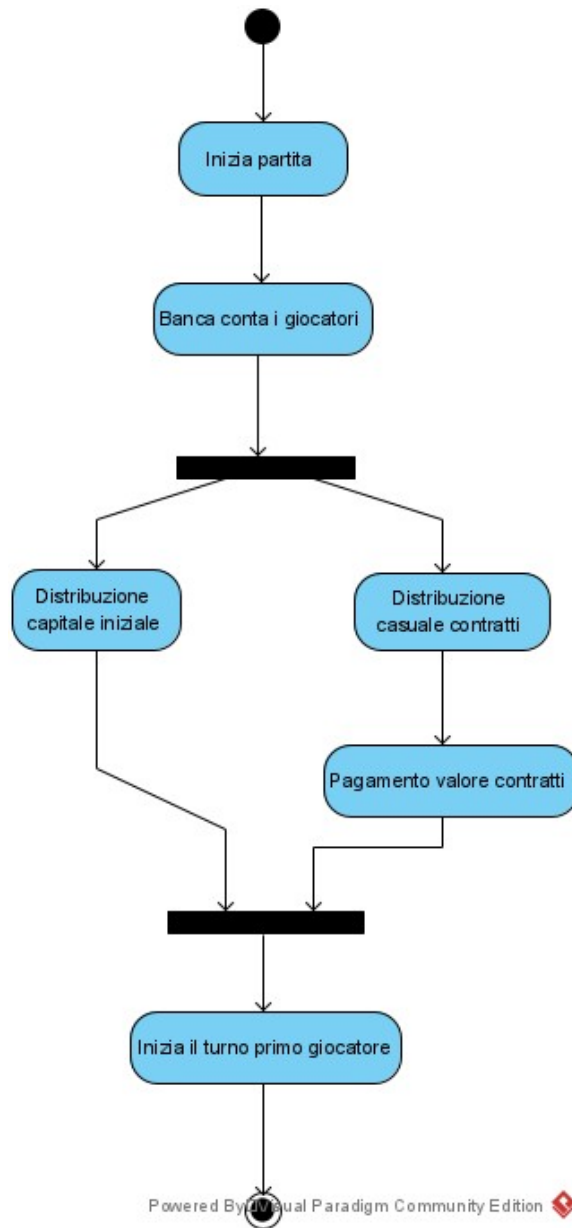 Inizia partita
Banca conta i giocatori
Distribuzione
capitale iniziale
Distribuzione
casuale contratti
Pagamento valore contratti
Inizia il turno primo giocatore
Powered By Visual Paradigm Community Edition